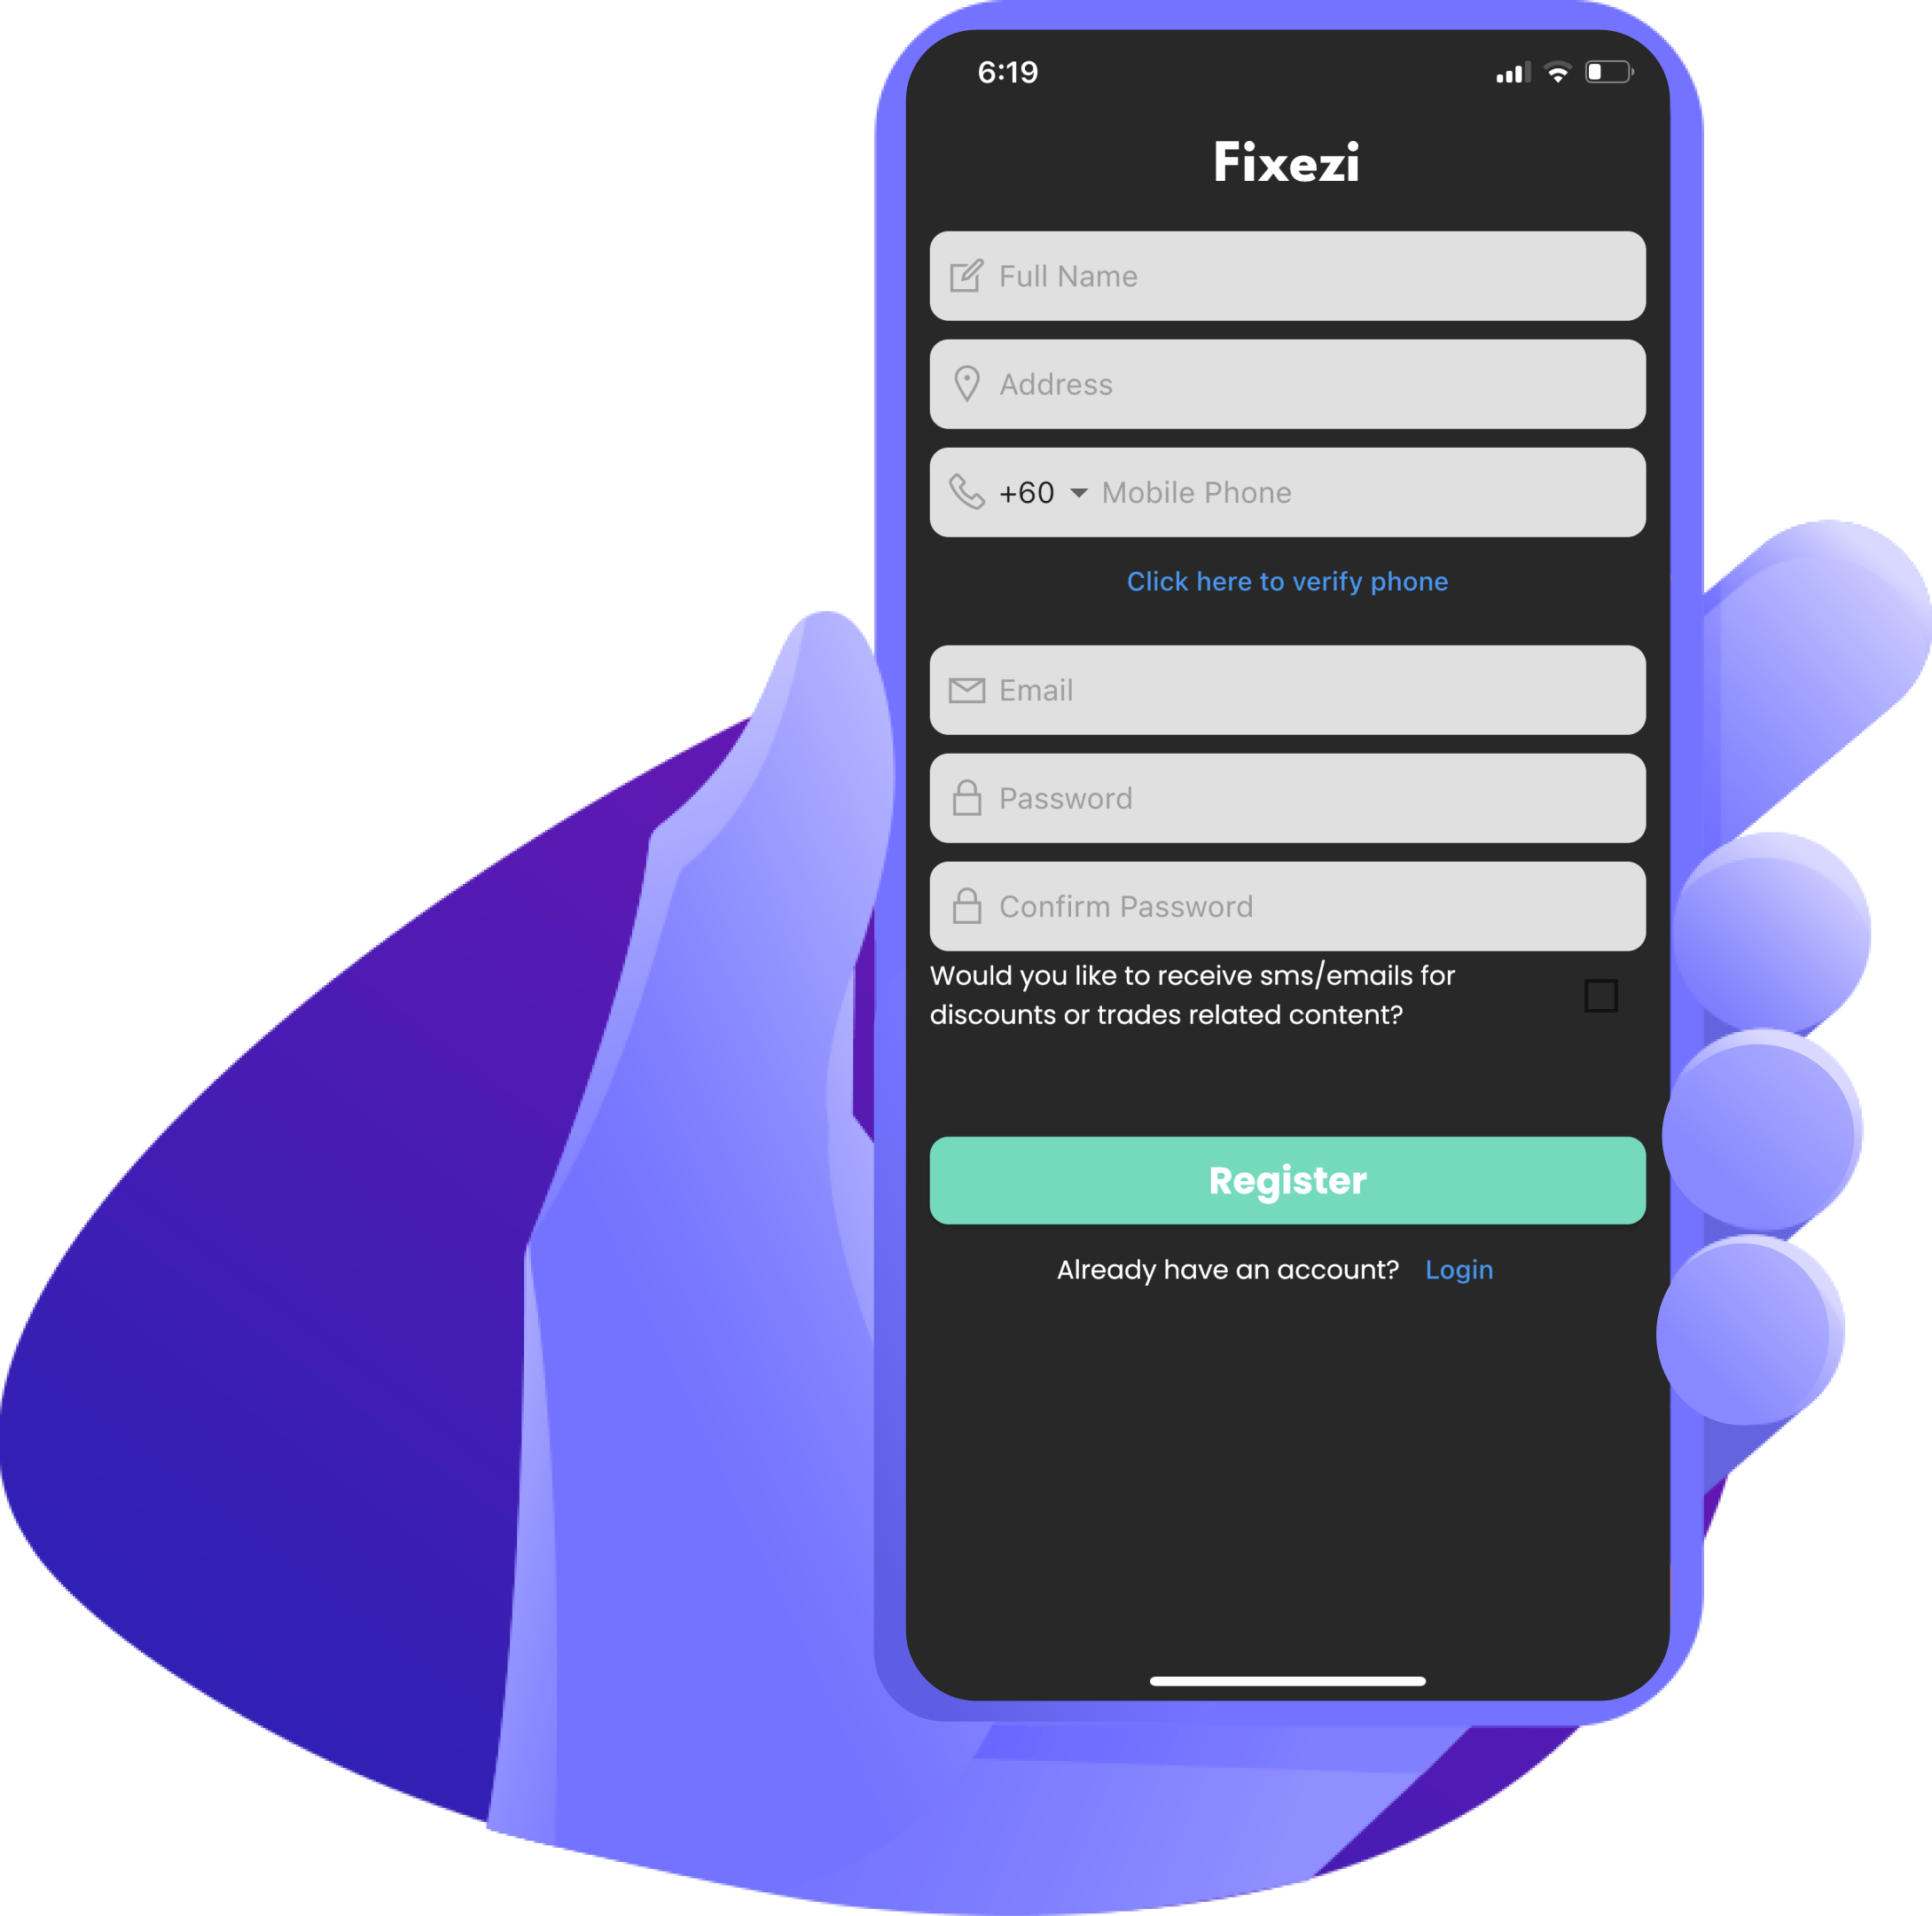 6:19
Fixezi
Full Name
Address
+60 Mobile Phone
Click here to verify phone
Email
Password
Confirm Password
Would you like to receive sms/emails for
discounts or trades related content?
Register
Already have an account? Login